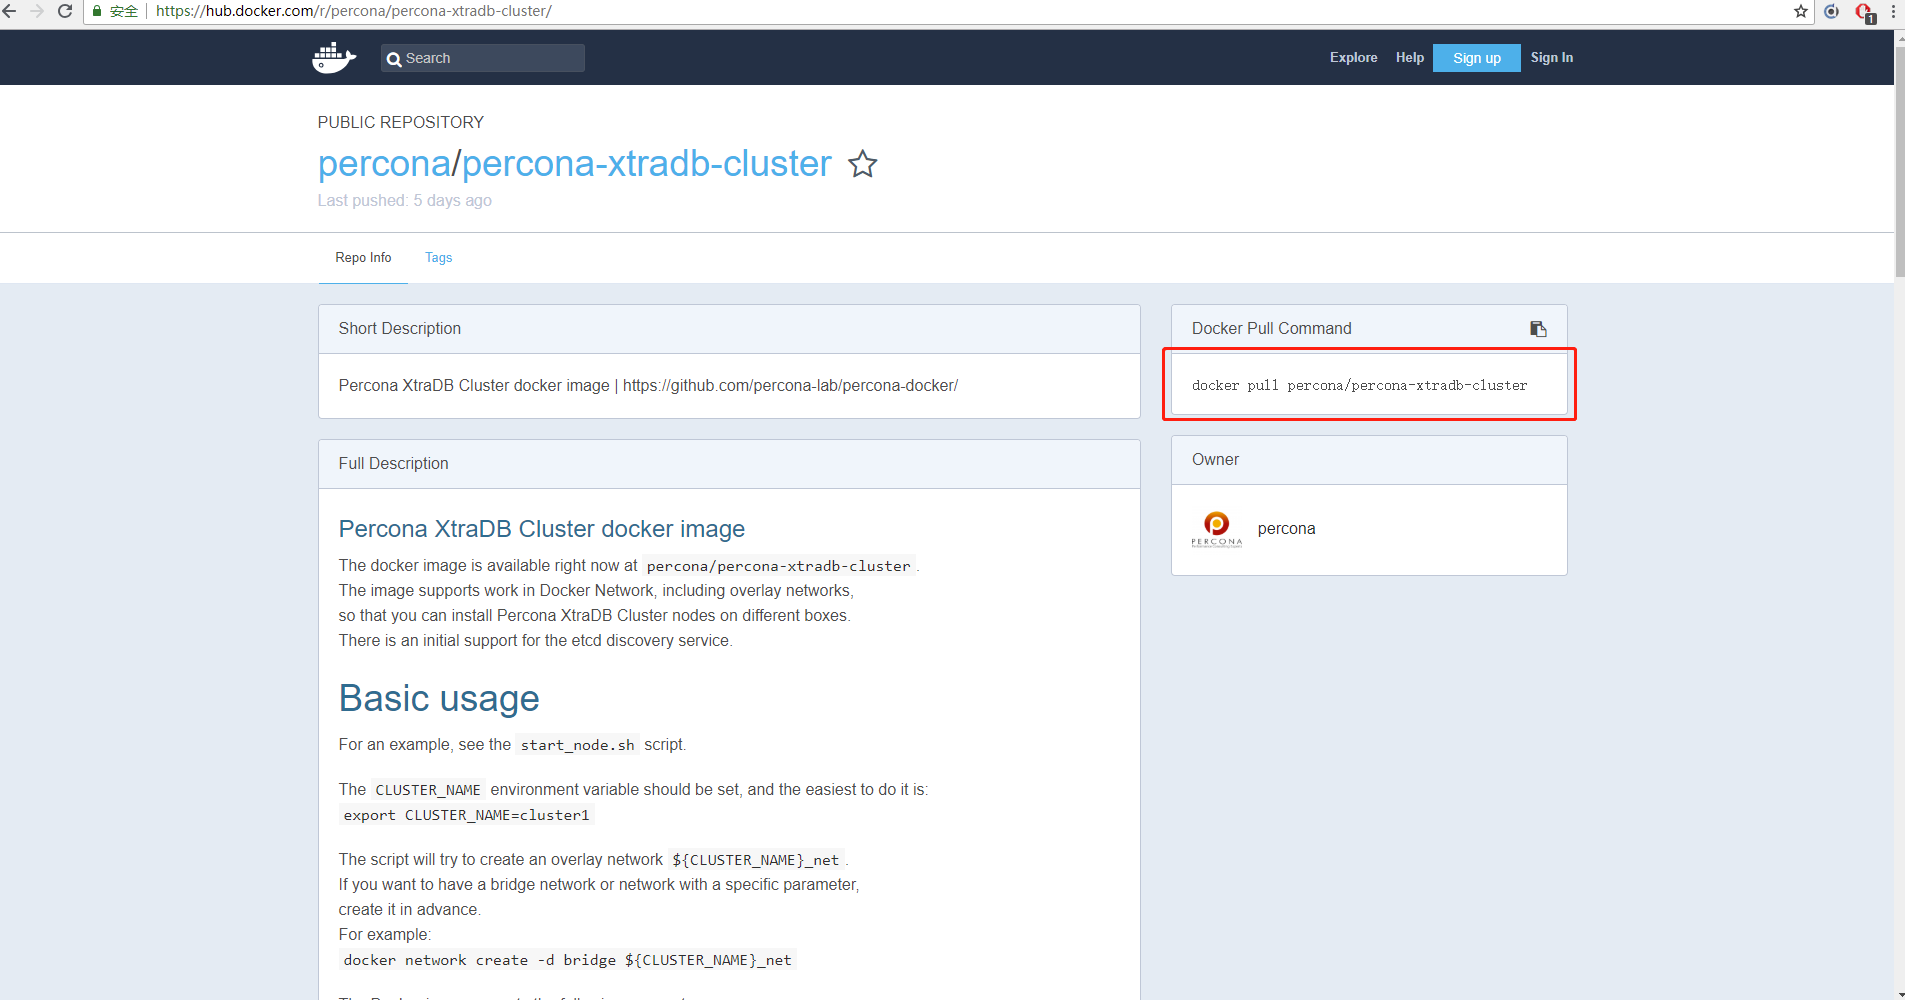 安全
https://hub.docker.com/r/percona/percona-xtradb-cluster/
1
Search
Explore
Help
Sign up
Sign In
PUBLIC REPOSITORY
percona/percona-xtradb-cluster
Last pushed: 5 days ago
Repo Info
Tags
Short Description
Percona XtraDB Cluster docker image | https://github.com/percona-lab/percona-docker/
Full Description
Percona XtraDB Cluster docker image
The docker image is available right now at percona/percona-xtradb-cluster .
The image supports work in Docker Network, including overlay networks,
so that you can install Percona XtraDB Cluster nodes on different boxes.
There is an initial support for the etcd discovery service.
Basic usage
For an example, see the start_node.sh script.
The CLUSTER_NAME environment variable should be set, and the easiest to do it is:
export CLUSTER_NAME=cluster1
The script will try to create an overlay network ${CLUSTER_NAME}_net .
If you want to have a bridge network or network with a specific parameter,
create it in advance.
For example:
docker network create -d bridge ${CLUSTER_NAME}_net
Docker Pull Command
docker pull percona/percona-xtradb-cluster
Owner
PERCONA
percona